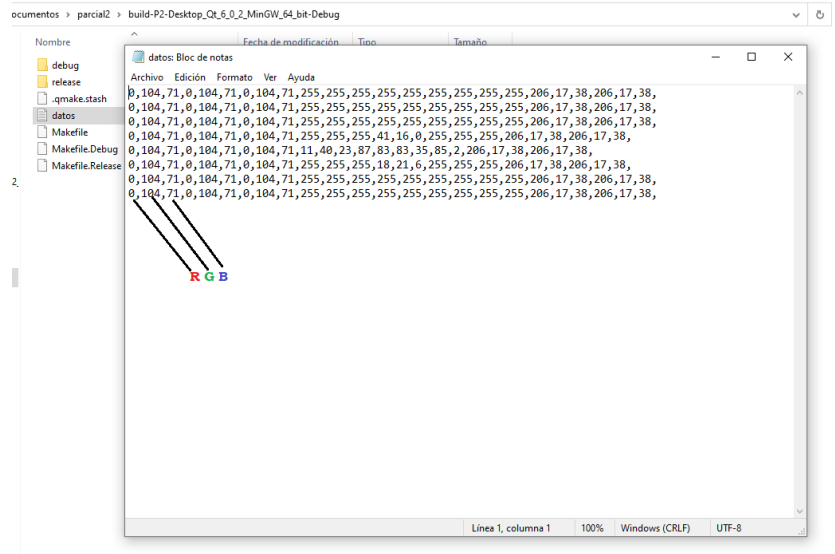 ocumentos > parcial2 > build-P2-Desktop_Qt_6_0_2_MinGW_64_bit-Debug
Nombre Fecha de modificación Tipo Tamaño
debug
release
.qmake.stash
datos
Makefile
Makefile.Debug
Makefile.Release
2_
datos: Bloc de notas
Archivo Edición Formato Ver Ayuda
0,104,71,0,104,71,0,104,71,255,255,255,255,255,255,255,255,255,206,17,38,206,17,38,
0,104,71,0,104,71,0,104,71,255,255,255,255,255,255,255,255,255,206,17,38,206,17,38,
0,104,71,0,104,71,0,104,71,255,255,255,255,255,255,255,255,255,206,17,38,206,17,38,
0,104,71,0,104,71,0,104,71,255,255,255,41,16,0,255,255,255,206,17,38,206,17,38,
0,104,71,0,104,71,0,104,71,11,40,23,87,83,83,35,85,2,206,17,38,206,17,38,
0,104,71,0,104,71,0,104,71,255,255,255,18,21,6,255,255,255,206,17,38,206,17,38,
0,104,71,0,104,71,0,104,71,255,255,255,255,255,255,255,255,255,206,17,38,206,17,38,
0,104,71,0,104,71,0,104,71,255,255,255,255,255,255,255,255,255,206,17,38,206,17,38,
R G B
Línea 1, columna 1 100% Windows (CRLF) UTF-8